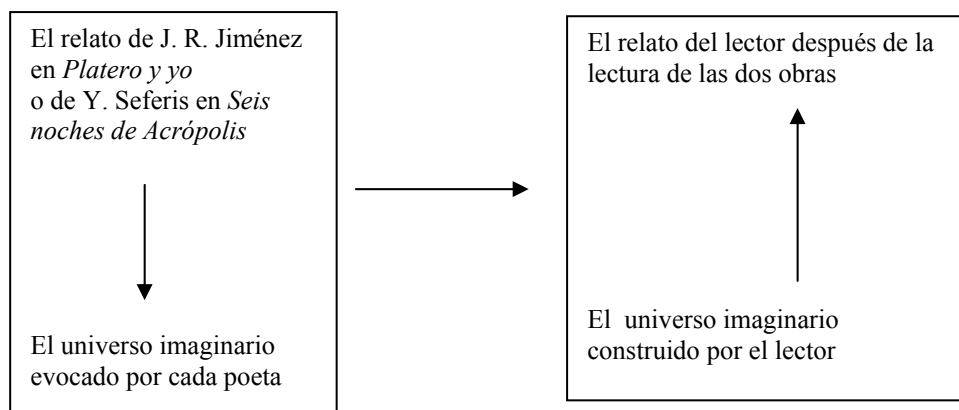 El relato de J. R. Jiménez
en Platero y yo
o de Y. Seferis en Seis
noches de Acrópolis
El universo imaginario
evocado por cada poeta
El relato del lector después de la
lectura de las dos obras
El universo imaginario
construido por el lector